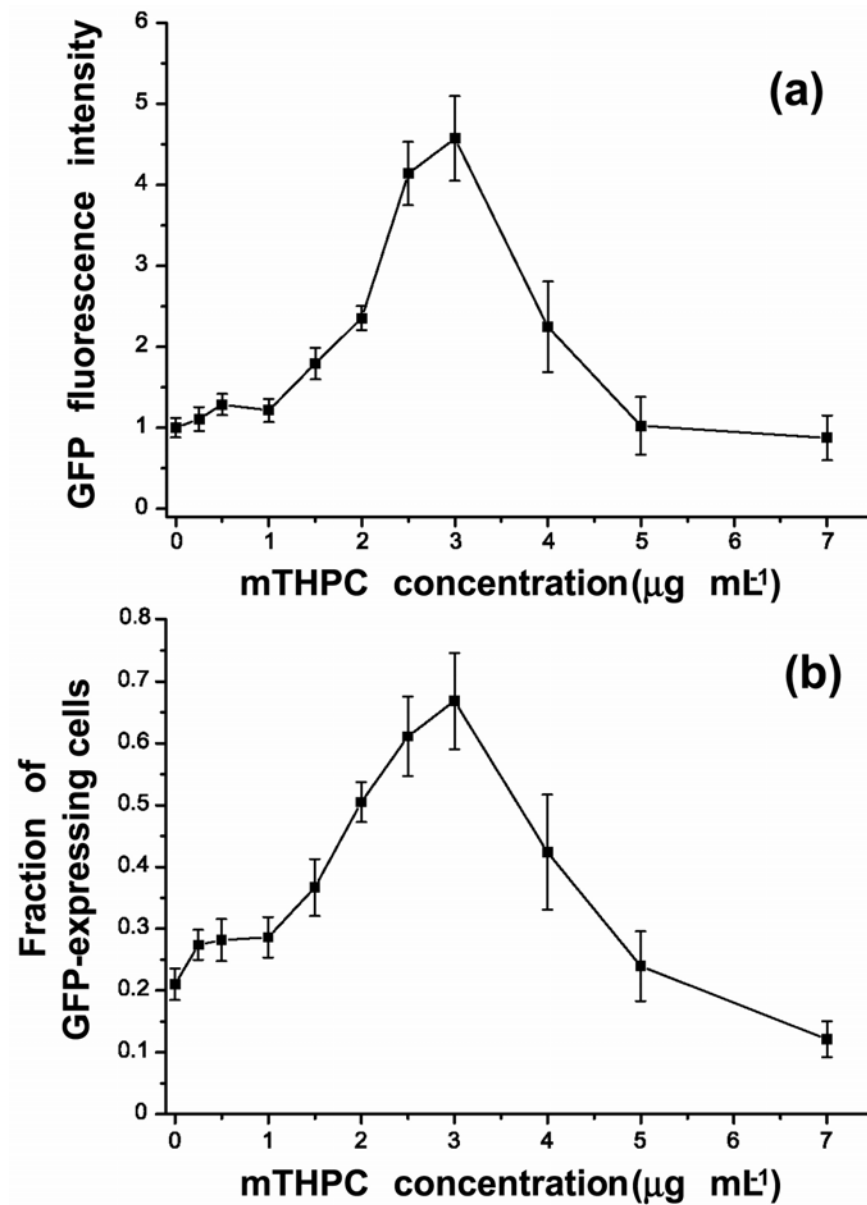 (a)
GFP fluorescence intensity
6
5
4
3
2
1
0
0 1 2 3 4 5 6 7
mTHPC concentration(μg mL-1)
(b)
Fraction of
GFP-expressing cells
0.8
0.7
0.6
0.5
0.4
0.3
0.2
0.1
0
0 1 2 3 4 5 6 7
mTHPC concentration(μg mL-1)